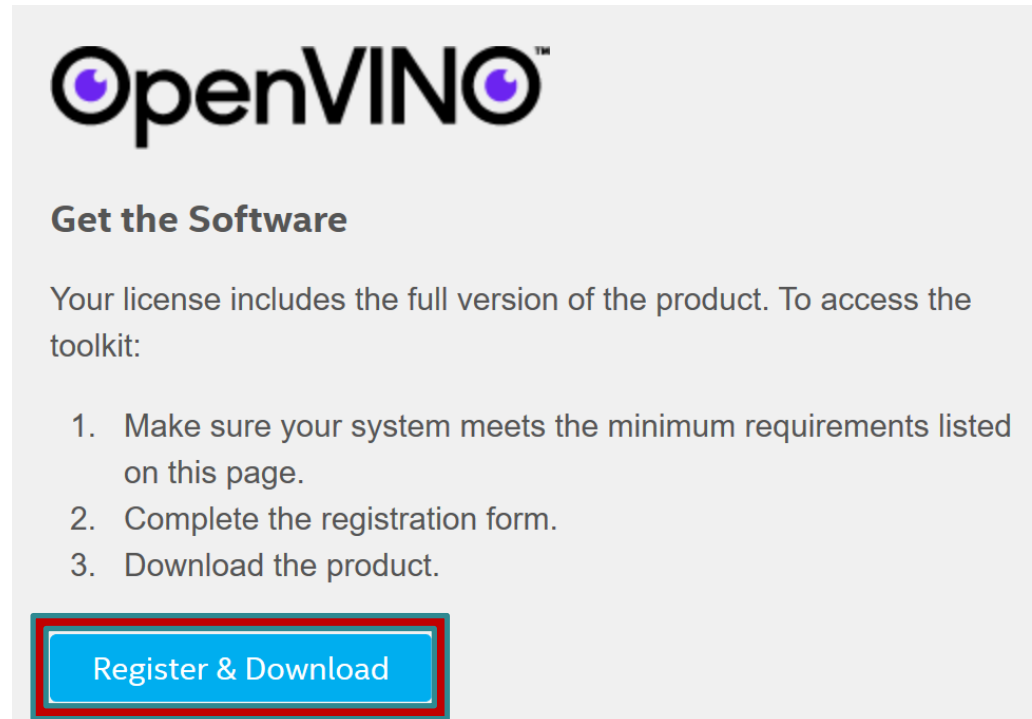 OpenVINO™
Get the Software
Your license includes the full version of the product. To access the
toolkit:
1. Make sure your system meets the minimum requirements listed
on this page.
2. Complete the registration form.
3. Download the product.
Register & Download